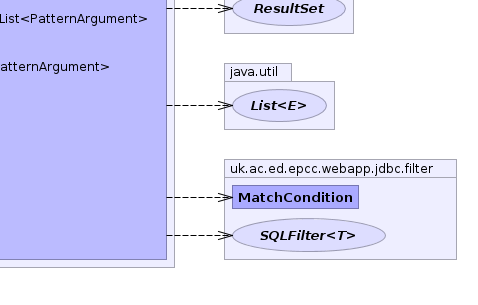 List<PatternArgument>
atternArgument>
ResultSet
java.util
List<E>
uk.ac.ed.epcc.webapp.jdbc.filter
MatchCondition
SQLFilter<T>